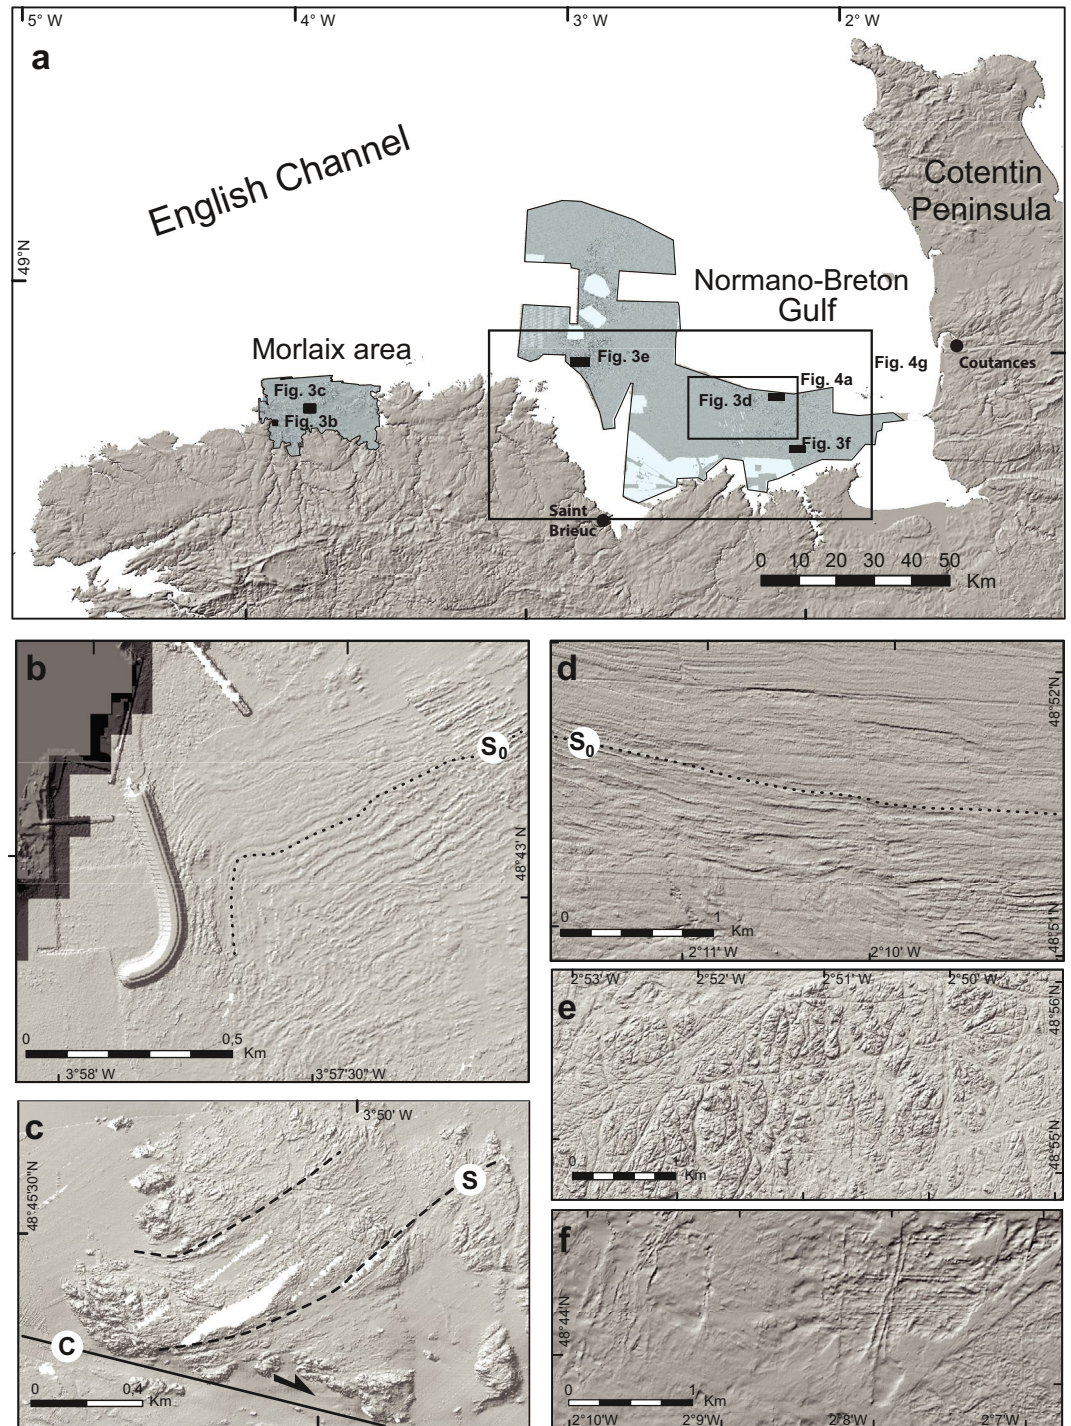 5° W
4° W
3° W
2° W
a
English Channel
Cotentin
Peninsula
49°N
Normano-Breton
Gulf
Morlaix area
Fig. 3e
Fig. 4g
Coutances
Fig. 3c
Fig. 3b
Fig. 4a
Fig. 3d
Fig. 3f
Saint
Brieuc
0 10 20 30 40 50
Km
b
S0
48°43' N
0 0,5
Km
3°58' W
3°57'30" W
c
3°50' W
S
48°45'30"N
C
0 0,4
Km
d
S0
48°52'N
0 1
Km
48°51'N
2°11' W
2°10' W
2°53' W
2°52' W
2°51' W
2°50' W
e
48°56'N
48°55'N
0 1
Km
f
48°44'N
0 1
Km
2°10'W
2°9'W
2°8'W
2°7'W